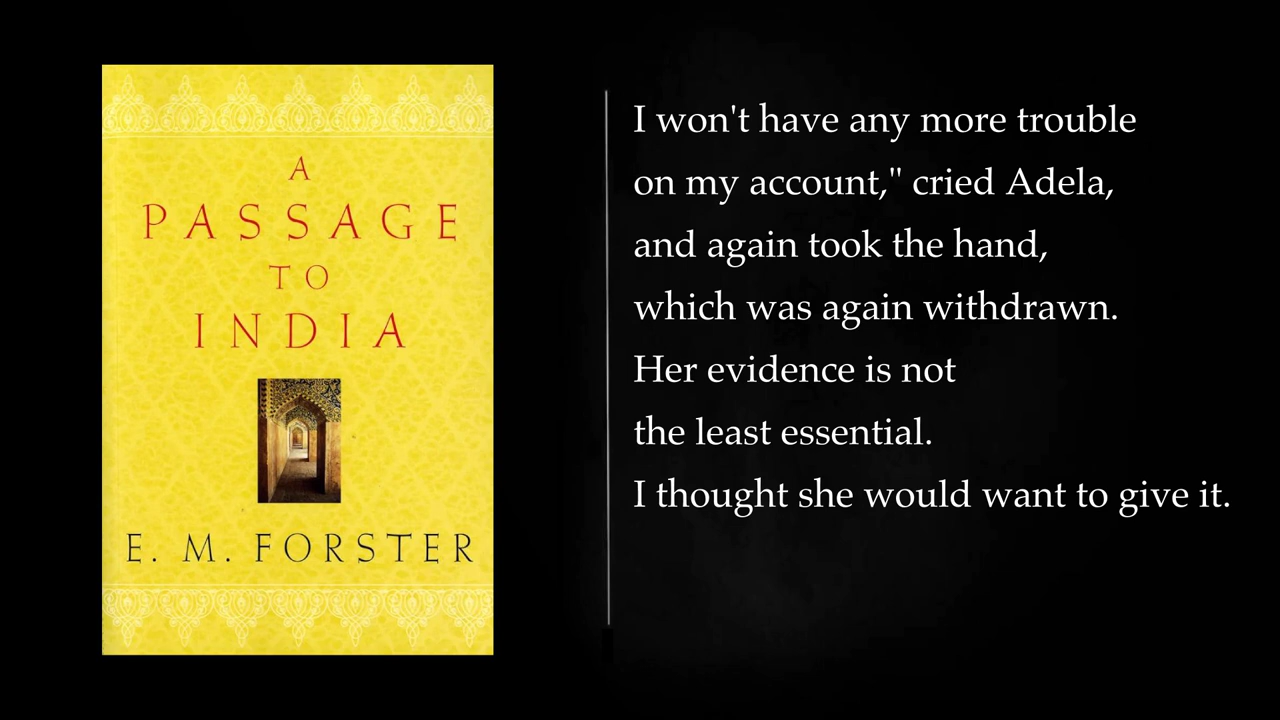 A
PASSAGE
TO
INDIA
E. M. FORSTER
I won't have any more trouble
on my account," cried Adela,
and again took the hand,
which was again withdrawn.
Her evidence is not
the least essential.
I thought she would want to give it.